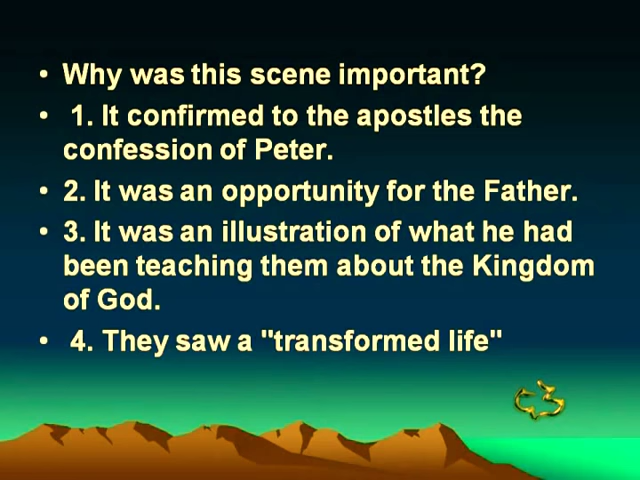 • Why was this scene important?
• 1. It confirmed to the apostles the
confession of Peter.
• 2. It was an opportunity for the Father.
• 3. It was an illustration of what he had
been teaching them about the Kingdom
of God.
• 4. They saw a "transformed life"